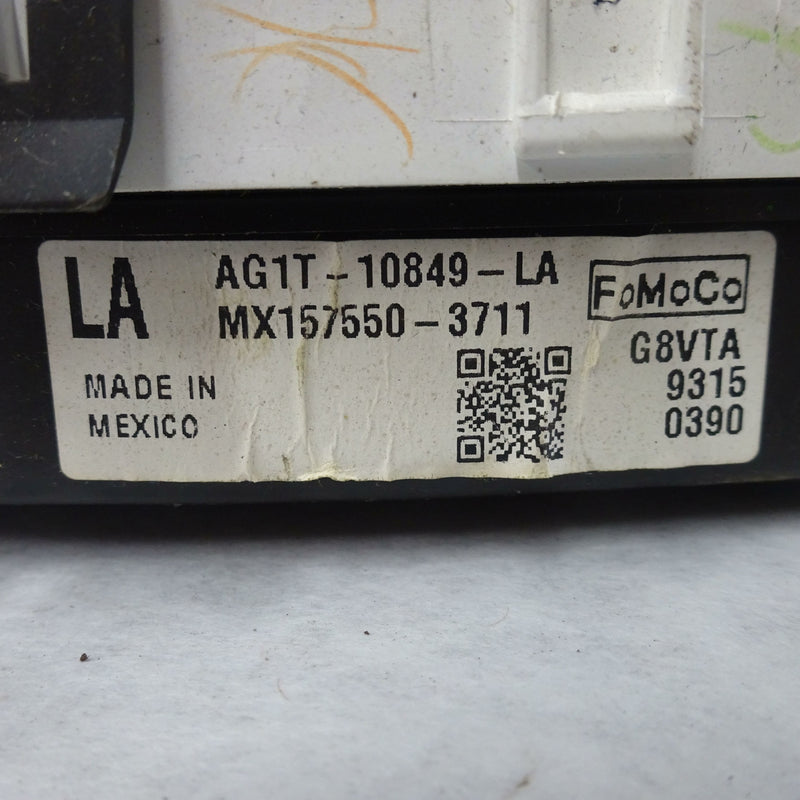 LA
AG1T-10849-LA
MX157550-3711
MADE IN
MEXICO
FoMoCo
G8VTA
9315
0390